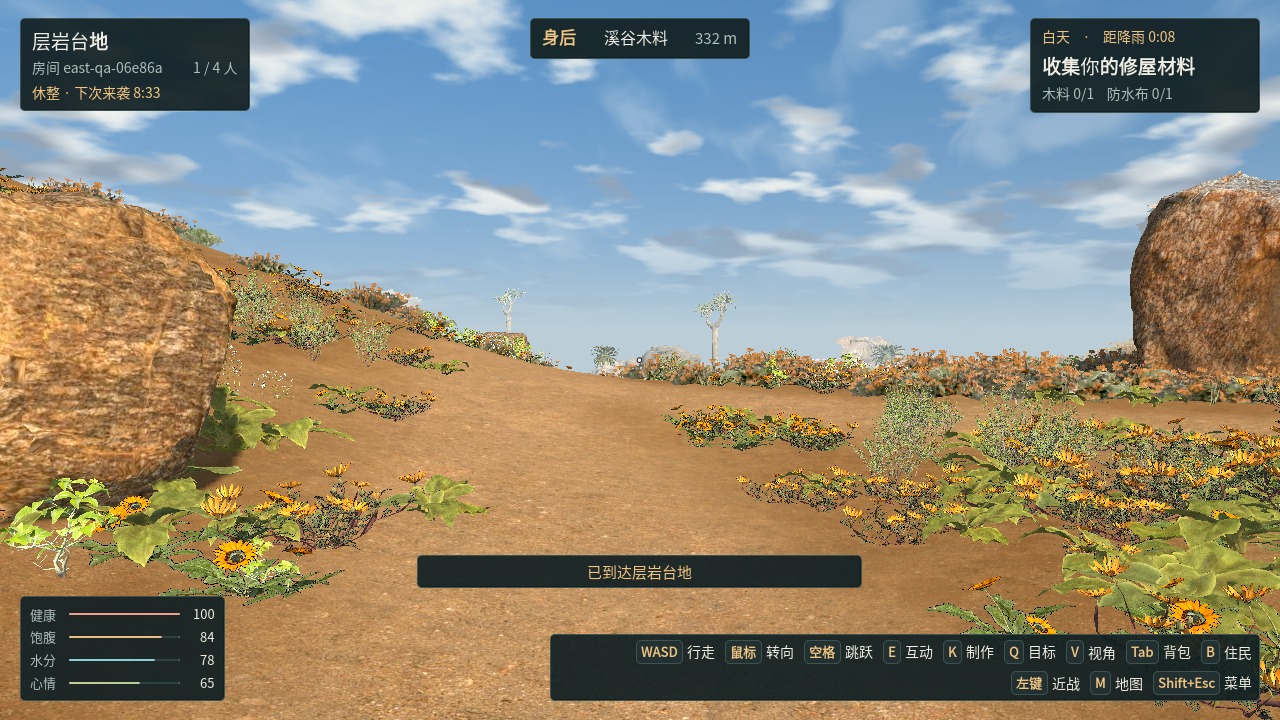 层岩台地
房间 east-qa-06e86a 1 / 4 人
休整 · 下次来袭 8:33
身后 溪谷木料 332 m
白天 · 距降雨 0:08
收集你的修屋材料
木料 0/1 防水布 0/1
已到达层岩台地
健康 100
饱腹 84
水分 78
心情 65
WASD 行走 鼠标 转向 空格 跳跃 E 互动 K 制作 Q 目标 V 视角 Tab 背包 B 住民
左键 近战 M 地图 Shift+Esc 菜单